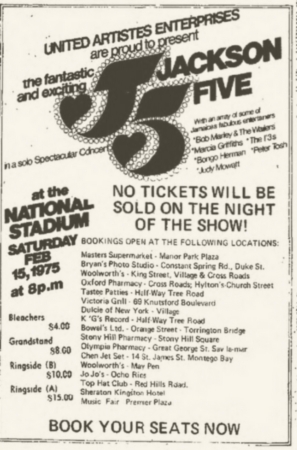 UNITED ARTISTES ENTERPRISES
are proud to present
the fantastic
and exciting
J5
JACKSON
FIVE
With an array of some of
Jamaica's fabulous entertainers
*Bob Marley & The Wailers
*Marcia Griffiths *The I'3s
*Bongo Herman *Peter Tosh
*Judy Mowatt
in a solo Spectacular Concert
at the
NATIONAL
STADIUM
SATURDAY
FEB
15, 1975
at 8p.m
NO TICKETS WILL BE
SOLD ON THE NIGHT
OF THE SHOW!
BOOKINGS OPEN AT THE FOLLOWING LOCATIONS:
Masters Supermarket - Manor Park Plaza
Bryan's Photo Studio - Constant Spring Rd., Duke St.
Woolworth's - King Street, Village & Cross Roads
Oxford Pharmacy - Cross Roads; Hylton's Church Street
Tastee Patties - Half-Way Tree Road
Victoria Grill - 69 Knutsford Boulevard
Dulcie of New York - Village
K 'G's Record - Half-Way Tree Road
Bowsil's Ltd. - Orange Street - Torrington Bridge
Stony Hill Pharmacy - Stony Hill Square
Olympia Pharmacy - Great George St. Sav la-mar
Chen Jet Set - 14 St. James St. Montego Bay
Woolworth's - May Pen
Jo Jo's - Ocho Rios
Top Hat Club - Red Hills Road.
Sheraton Kingston Hotel
Music Fair Premier Plaza
Bleachers
$4.00
Grandstand
$8.00
Ringside (B)
$10.00
Ringside (A)
$15.00
BOOK YOUR SEATS NOW